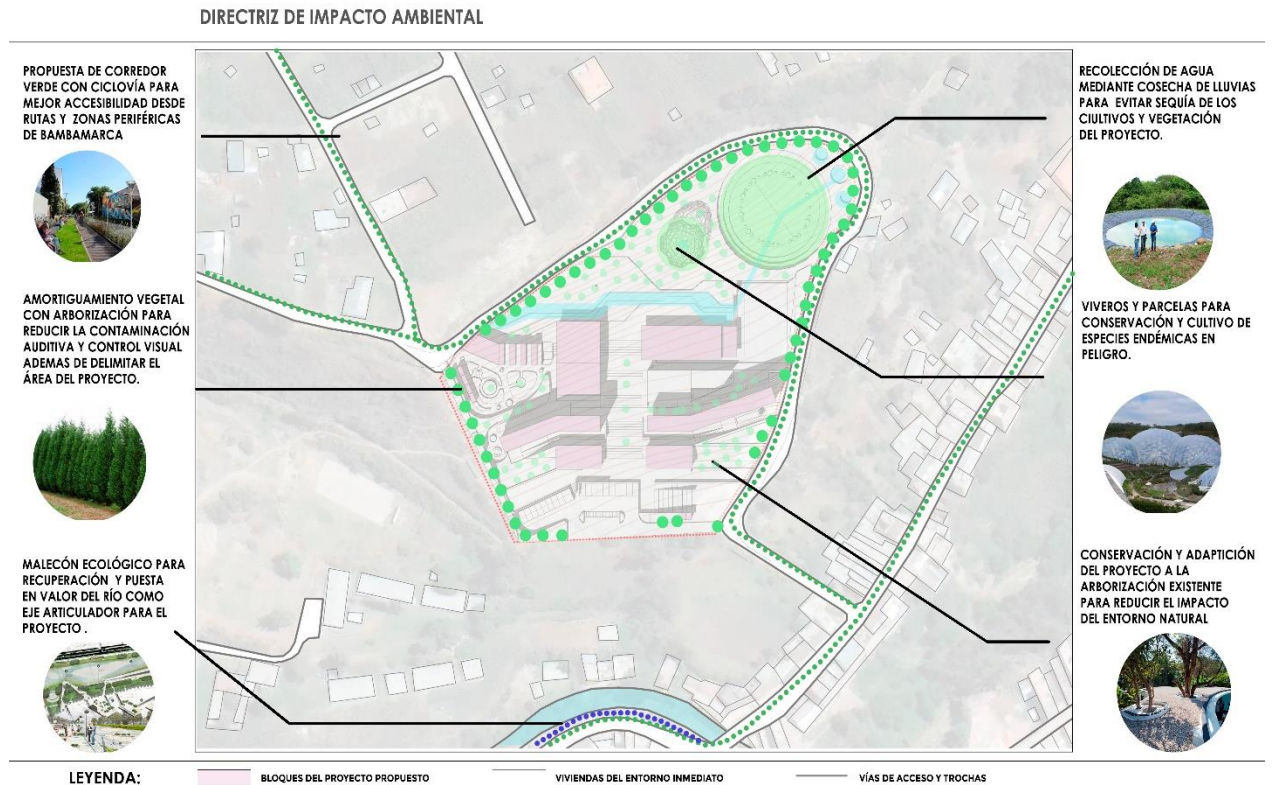 DIRECTRIZ DE IMPACTO AMBIENTAL
PROPUESTA DE CORREDOR
VERDE CON CICLOVÍA PARA
MEJOR ACCESIBILIDAD DESDE
RUTAS Y ZONAS PERIFÉRICAS
DE BAMBAMARCA
AMORTIGUAMIENTO VEGETAL
CON ARBORIZACIÓN PARA
REDUCIR LA CONTAMINACIÓN
AUDITIVA Y CONTROL VISUAL
ADEMAS DE DELIMITAR EL
ÁREA DEL PROYECTO.
MALECÓN ECOLÓGICO PARA
RECUPERACIÓN Y PUESTA
EN VALOR DEL RÍO COMO
EJE ARTICULADOR PARA EL
PROYECTO .
RECOLECCIÓN DE AGUA
MEDIANTE COSECHA DE LLUVIAS
PARA EVITAR SEQUÍA DE LOS
CIULTIVOS Y VEGETACIÓN
DEL PROYECTO.
VIVEROS Y PARCELAS PARA
CONSERVACIÓN Y CULTIVO DE
ESPECIES ENDÉMICAS EN
PELIGRO.
CONSERVACIÓN Y ADAPTICIÓN
DEL PROYECTO A LA
ARBORIZACIÓN EXISTENTE
PARA REDUCIR EL IMPACTO
DEL ENTORNO NATURAL
LEYENDA:
BLOQUES DEL PROYECTO PROPUESTO
VIVIENDAS DEL ENTORNO INMEDIATO
VÍAS DE ACCESO Y TROCHAS